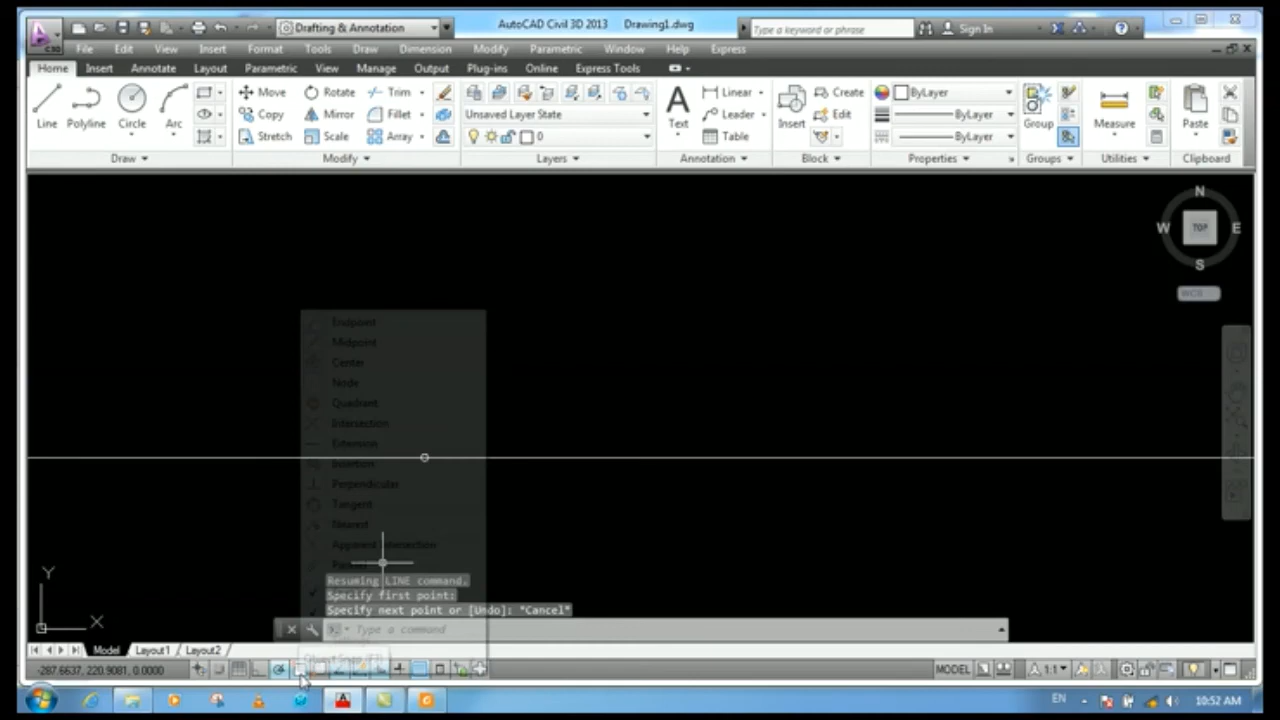 Drafting & Annotation
AutoCAD Civil 3D 2013 Drawing1.dwg
Type a keyword or phrase
Sign In
C3D
File Edit View Insert Format Tools Draw Dimension Modify Parametric Window Help Express
Home Insert Annotate Layout Parametric View Manage Output Plug-ins Online Express Tools
Line Polyline Circle Arc
Move Rotate Trim
Copy Mirror Fillet
Stretch Scale Array
Unsaved Layer State
0
Text
Linear
Leader
Table
Insert
Create
Edit
ByLayer
ByLayer
ByLayer
Group
Measure
Paste
Draw Modify Layers Annotation Block Properties Groups Utilities Clipboard
N
W TOP E
S
WCS
Endpoint
Midpoint
Center
Node
Quadrant
Intersection
Extension
Insertion
Perpendicular
Tangent
Nearest
Apparent Intersection
Resuming LINE command.
Specify first point:
Specify next point or [Undo]: *Cancel*
Type a command
Y
X
Model Layout1 Layout2
-287.6637, 220.9081, 0.0000
MODEL
1:1
EN
10:52 AM